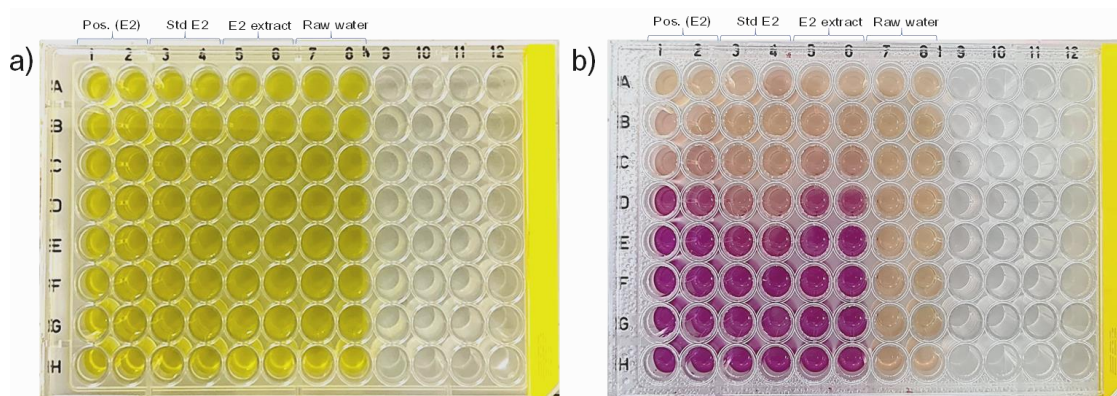 Pos. (E2) Std E2 E2 extract Raw water
a)
1 2 3 4 5 6 7 8 9 10 11 12
A
B
C
D
E
F
G
H
Pos. (E2) Std E2 E2 extract Raw water
b)
1 2 3 4 5 6 7 8 9 10 11 12
A
B
C
D
E
F
G
H